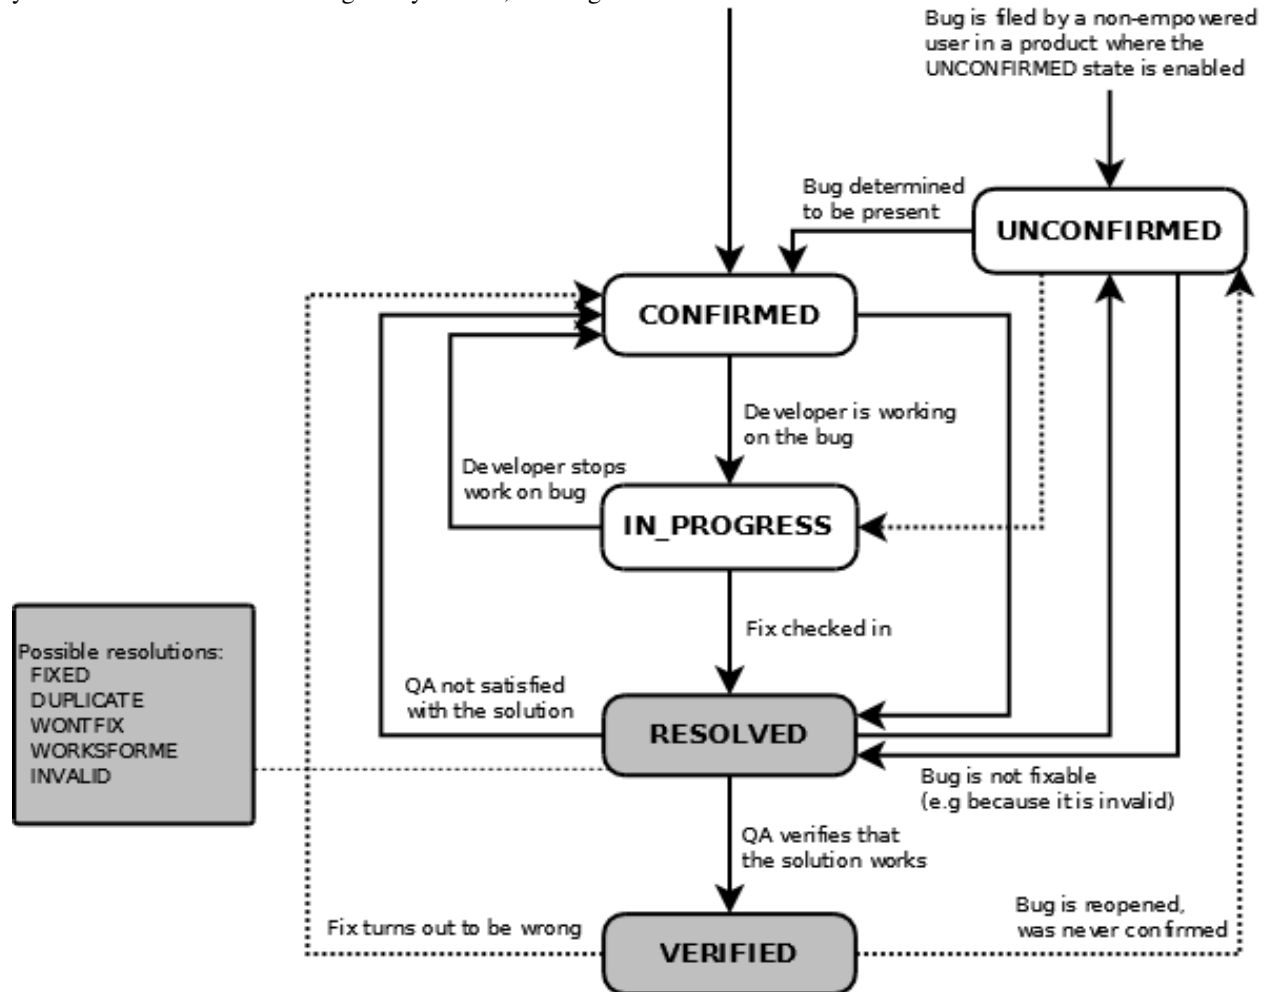 Bug is filed by a non-empowered
user in a product where the
UNCONFIRMED state is enabled
Bug determined
to be present
UNCONFIRMED
CONFIRMED
Developer is working
on the bug
Developer stops
work on bug
IN_PROGRESS
Fix checked in
Possible resolutions:
FIXED
DUPLICATE
WONTFIX
WORKSFORME
INVALID
QA not satisfied
with the solution
RESOLVED
Bug is not fixable
(e.g because it is invalid)
QA verifies that
the solution works
Fix turns out to be wrong
VERIFIED
Bug is reopened,
was never confirmed